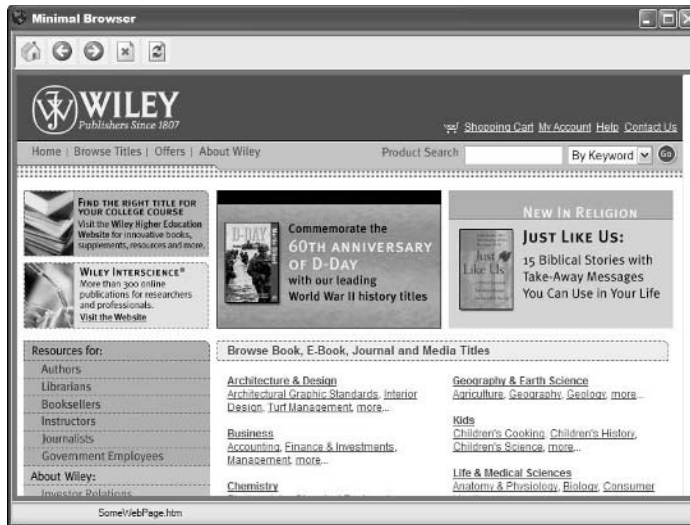 Minimal Browser
WILEY
Publishers Since 1807
Shopping Cart My Account Help Contact Us
Home | Browse Titles | Offers | About Wiley
Product Search By Keyword Go
FIND THE RIGHT TITLE FOR
YOUR COLLEGE COURSE
Visit the Wiley Higher Education
Website for innovative books,
supplements, resources and more.
WILEY INTERSCIENCE®
More than 300 online
publications for researchers
and professionals.
Visit the Website
D-DAY
Commemorate the
60TH ANNIVERSARY
OF D-DAY
with our leading
World War II history titles
NEW IN RELIGION
Just
Like Us
JUST LIKE US:
15 Biblical Stories with
Take-Away Messages
You Can Use in Your Life
Resources for:
Authors
Librarians
Booksellers
Instructors
Journalists
Government Employees
About Wiley:
Investor Relations
Browse Book, E-Book, Journal and Media Titles
Architecture & Design
Architectural Graphic Standards, Interior
Design, Turf Management, more...
Business
Accounting, Finance & Investments,
Management, more...
Chemistry
Geography & Earth Science
Agriculture, Geography, Geology, more...
Kids
Children's Cooking, Children's History,
Children's Science, more...
Life & Medical Sciences
Anatomy & Physiology, Biology, Consumer
SomeWebPage.htm